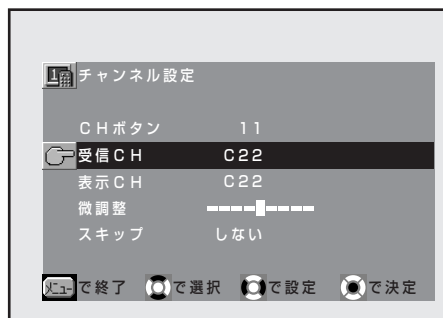 1 チャンネル設定
CHボタン 11
受信CH C22
表示CH C22
微調整
スキップ しない
メニューで終了 で選択 で設定 で決定